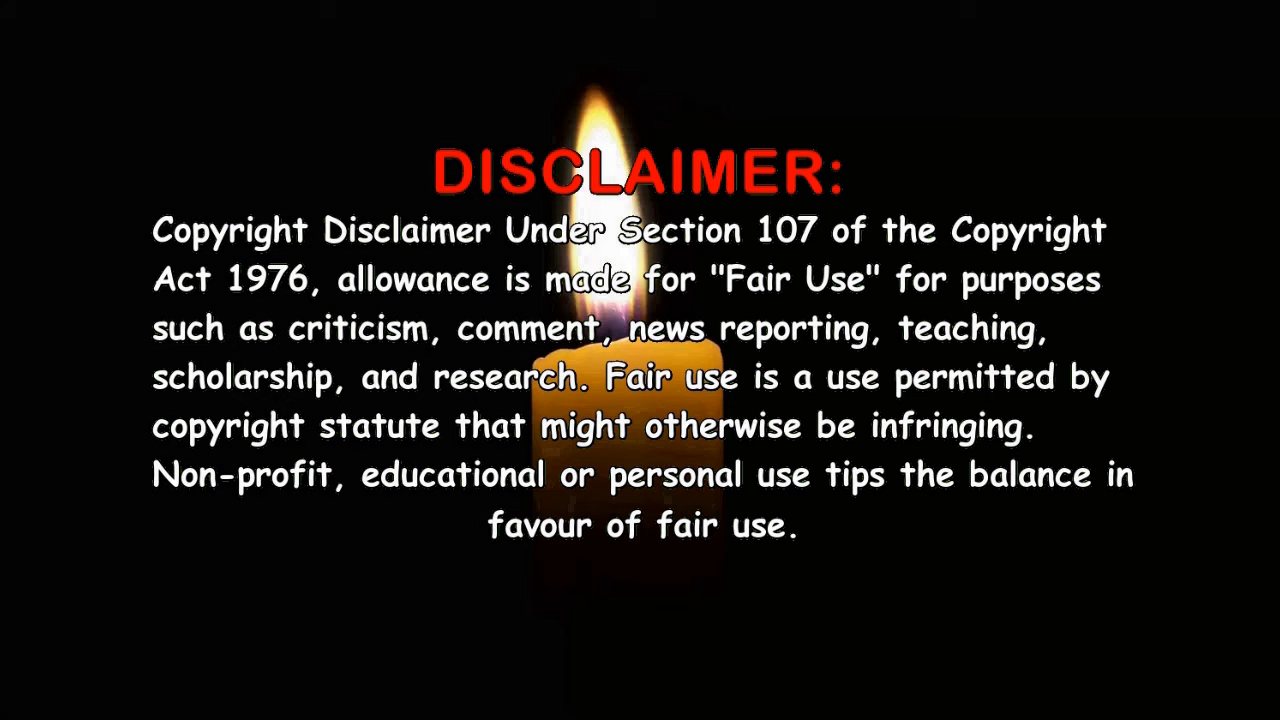 DISCLAIMER:
Copyright Disclaimer Under Section 107 of the Copyright
Act 1976, allowance is made for "Fair Use" for purposes
such as criticism, comment, news reporting, teaching,
scholarship, and research. Fair use is a use permitted by
copyright statute that might otherwise be infringing.
Non-profit, educational or personal use tips the balance in
favour of fair use.